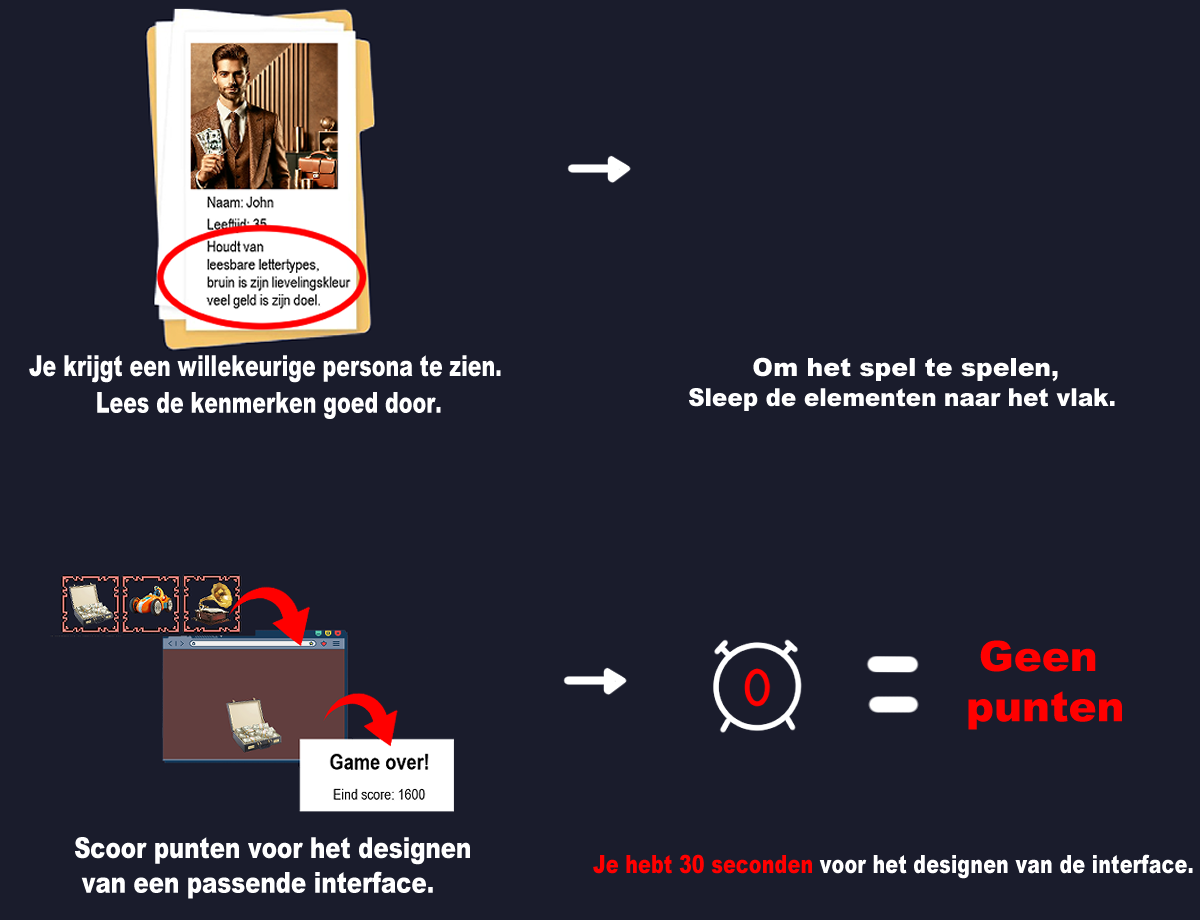 Naam: John
Leeftijd: 35
Houdt van
leesbare lettertypes,
bruin is zijn lievelingskleur
veel geld is zijn doel.
Je krijgt een willekeurige persona te zien.
Lees de kenmerken goed door.
Om het spel te spelen,
Sleep de elementen naar het vlak.
Game over!
Eind score: 1600
Scoor punten voor het designen
van een passende interface.
0
Geen
punten
Je hebt 30 seconden voor het designen van de interface.